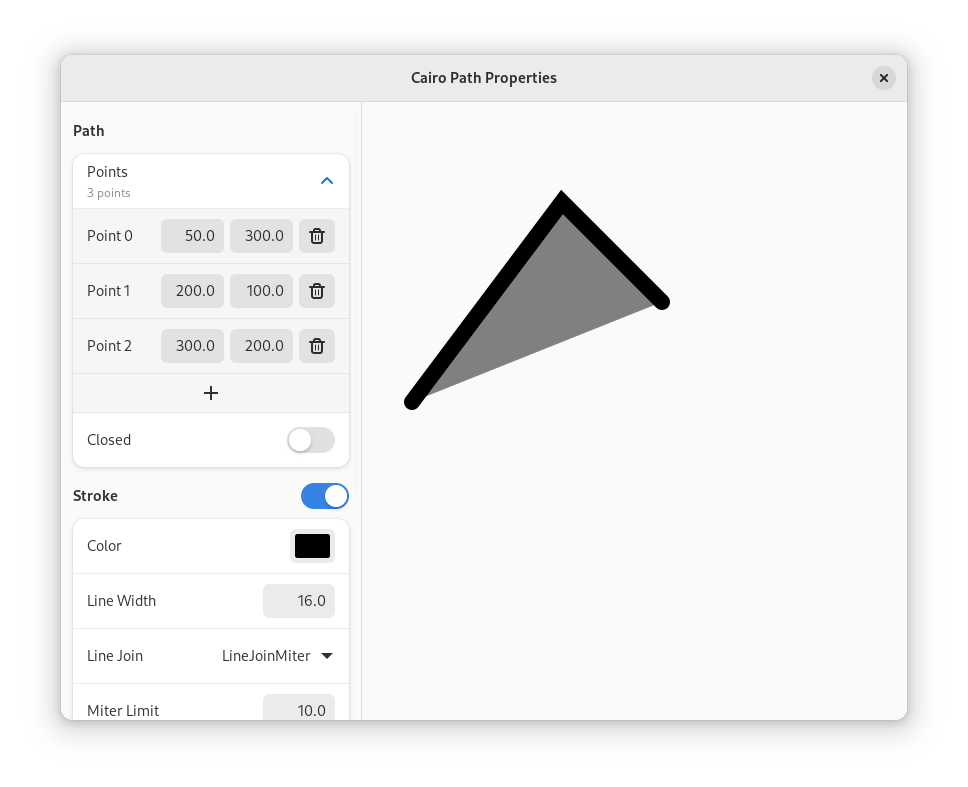 Cairo Path Properties
Path
Points
3 points
Point 0 50.0 300.0
Point 1 200.0 100.0
Point 2 300.0 200.0
Closed
Stroke
Color
Line Width 16.0
Line Join LineJoinMiter
Miter Limit 10.0